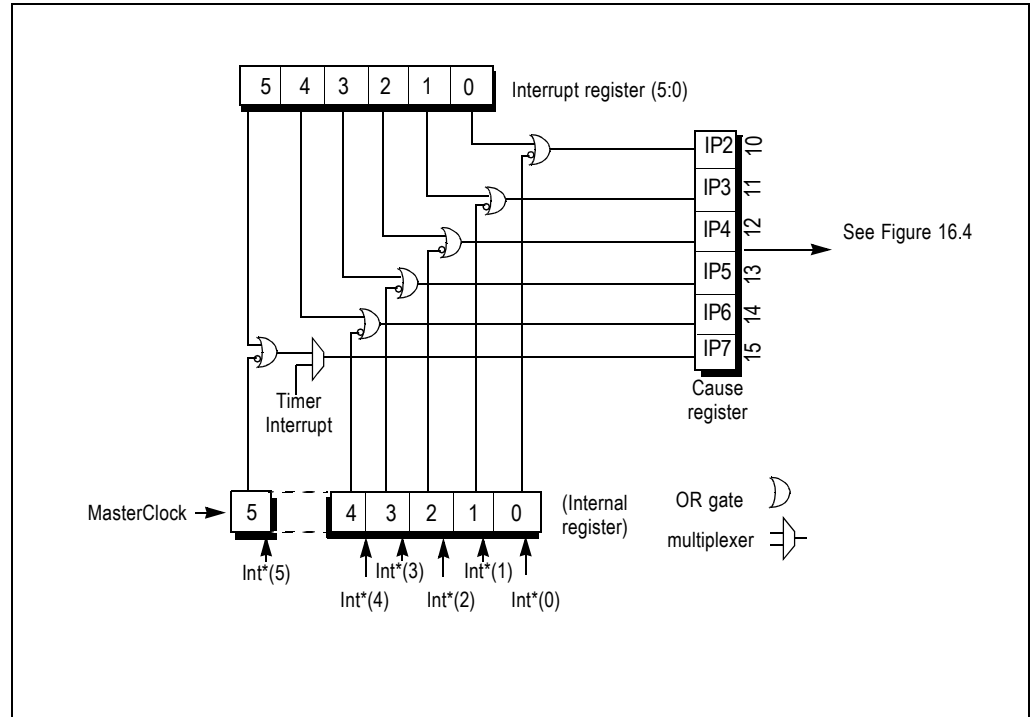 5 4 3 2 1 0 Interrupt register (5:0)
IP2 10
IP3 11
IP4 12
See Figure 16.4
IP5 13
IP6 14
IP7 15
Timer
Interrupt
Cause
register
MasterClock
5
4 3 2 1 0
(Internal
register)
OR gate
multiplexer
Int*(5)
Int*(3)
Int*(1)
Int*(4)
Int*(2)
Int*(0)